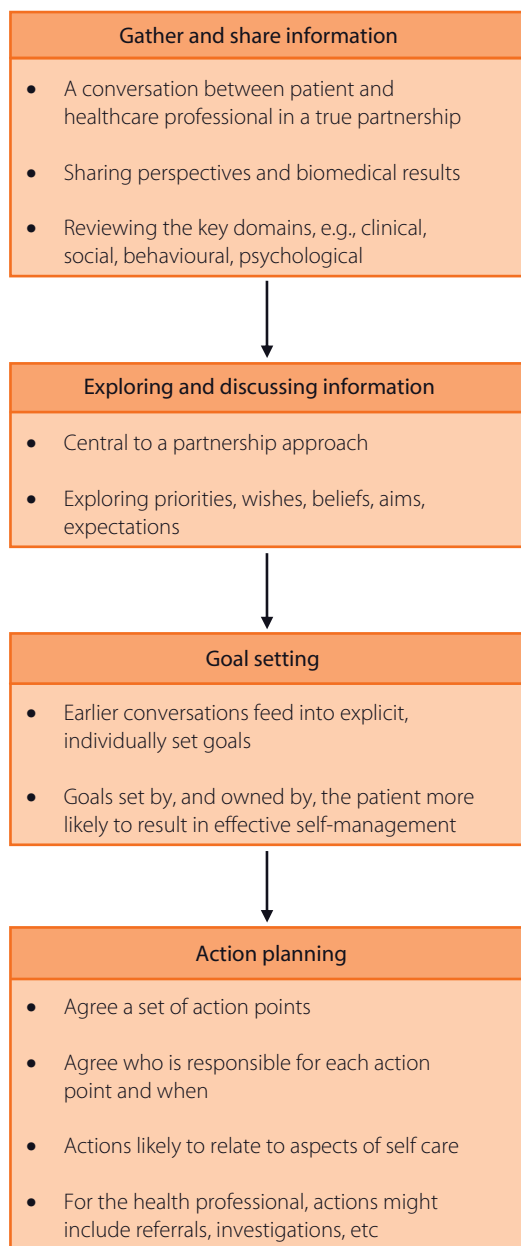 Gather and share information
• A conversation between patient and
healthcare professional in a true partnership
• Sharing perspectives and biomedical results
• Reviewing the key domains, e.g., clinical,
social, behavioural, psychological
Exploring and discussing information
• Central to a partnership approach
• Exploring priorities, wishes, beliefs, aims,
expectations
Goal setting
• Earlier conversations feed into explicit,
individually set goals
• Goals set by, and owned by, the patient more
likely to result in effective self-management
Action planning
• Agree a set of action points
• Agree who is responsible for each action
point and when
• Actions likely to relate to aspects of self care
• For the health professional, actions might
include referrals, investigations, etc